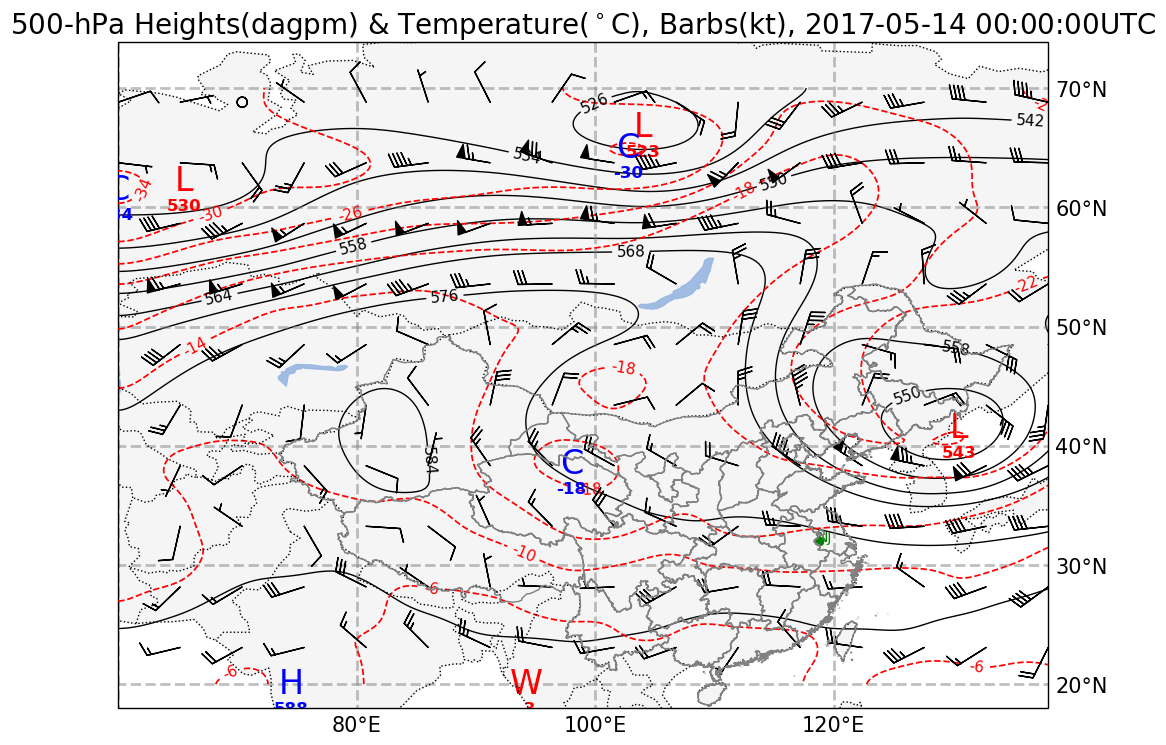 500-hPa Heights(dagpm) & Temperature(°C), Barbs(kt), 2017-05-14 00:00:00UTC
70°N
526
L
542
C
523
534
-30
-18
550
C
L
-34
530
-30
-26
60°N
558
568
-22
564
576
50°N
-14
558
-18
550
L
543
40°N
584
C
-18
-18
-10
30°N
-6
-6
-6
H
588
W
20°N
80°E
100°E
120°E